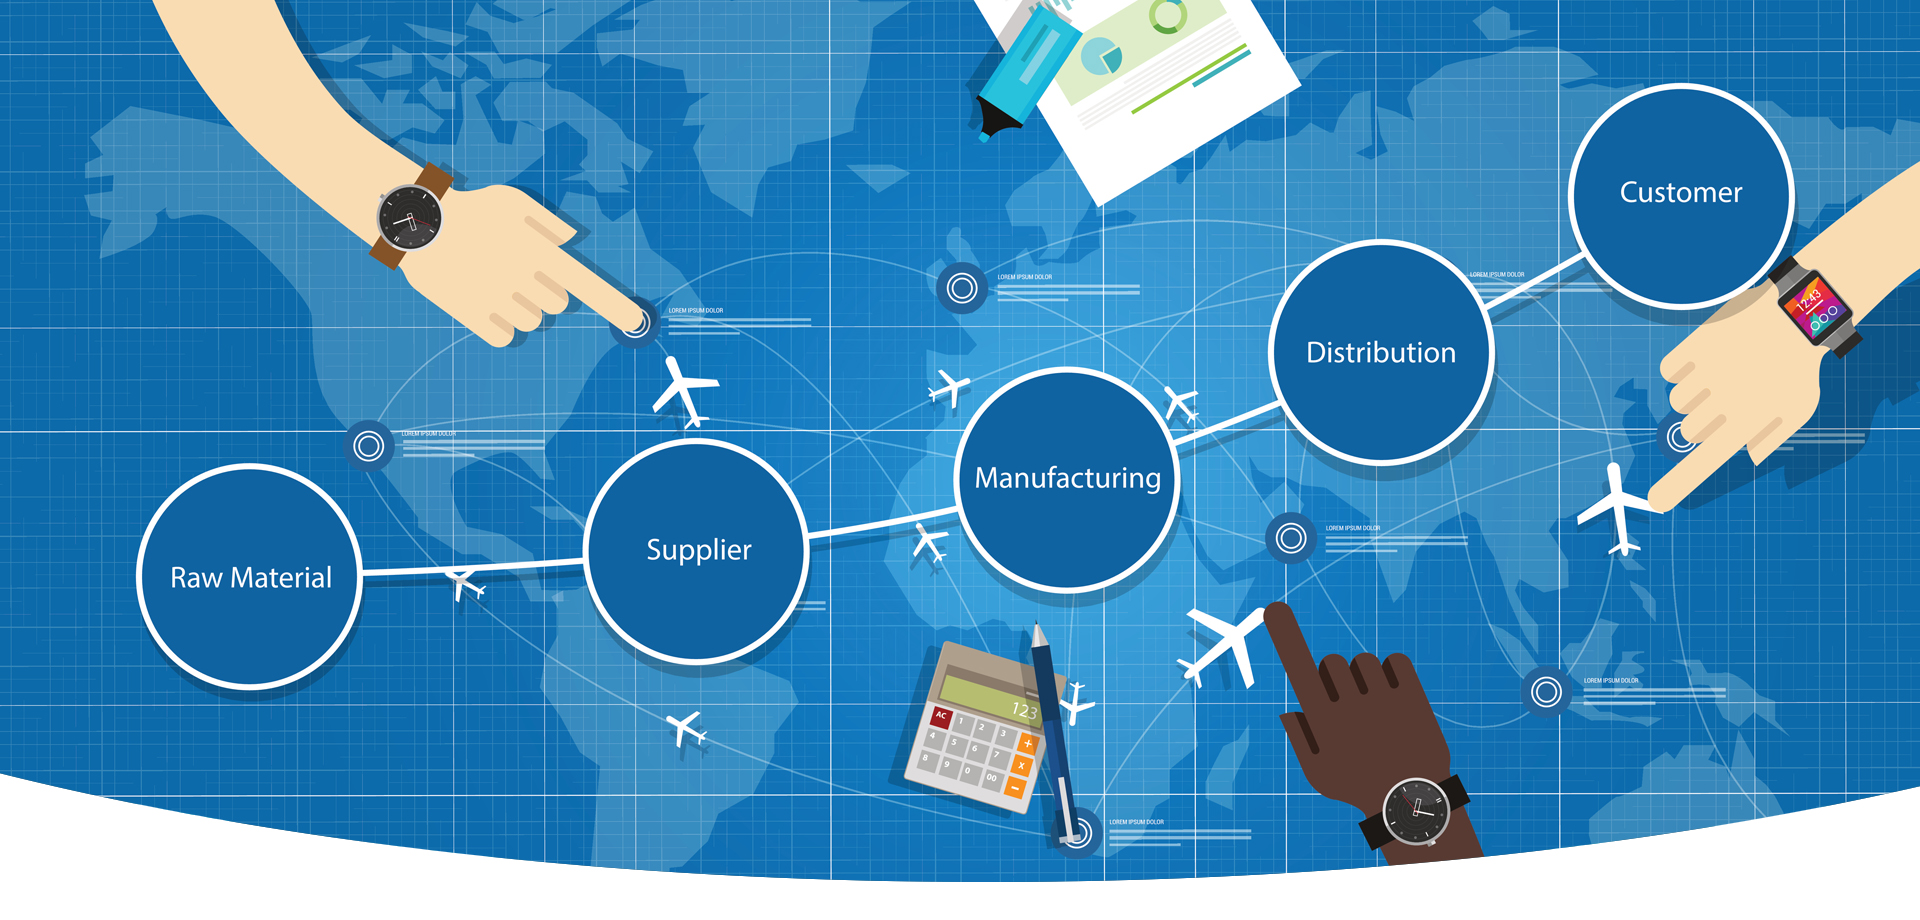 Customer
Distribution
Manufacturing
Supplier
Raw Material
LOREM IPSUM DOLOR
LOREM IPSUM DOLOR
LOREM IPSUM DOLOR
LOREM IPSUM DOLOR
LOREM IPSUM DOLOR
LOREM IPSUM DOLOR
LOREM IPSUM DOLOR
12:43
123
AC 1 2 3 +
4 5 6 7 x
8 9 0 00 −